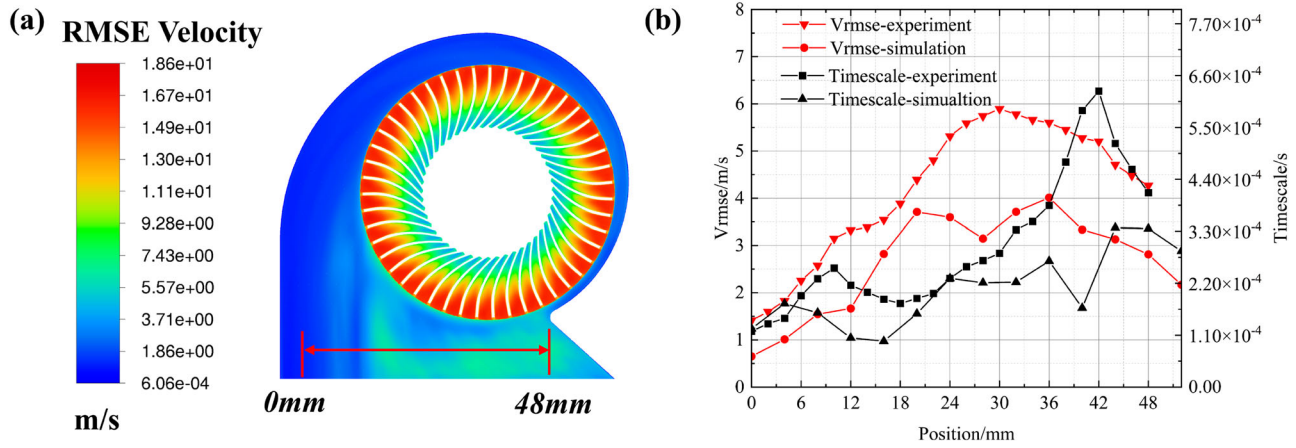 (a)
RMSE Velocity
1.86e+01
1.67e+01
1.49e+01
1.30e+01
1.11e+01
9.28e+00
7.43e+00
5.57e+00
3.71e+00
1.86e+00
6.06e-04
m/s
0mm
48mm
(b)
Vrmse-experiment
Vrmse-simulation
Timescale-experiment
Timescale-simualtion
Vrmse/m/s
8
7
6
5
4
3
2
1
0
0 6 12 18 24 30 36 42 48
Position/mm
7.70×10⁻⁴
6.60×10⁻⁴
5.50×10⁻⁴
4.40×10⁻⁴
3.30×10⁻⁴
2.20×10⁻⁴
1.10×10⁻⁴
0.00
Timescale/s